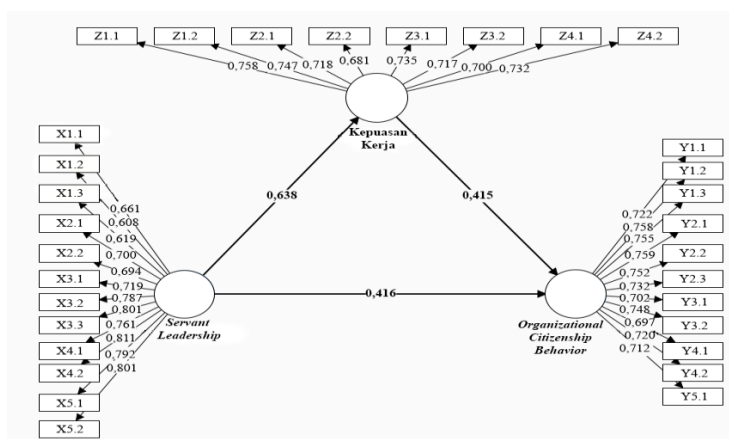 Z1.1 Z1.2 Z2.1 Z2.2 Z3.1 Z3.2 Z4.1 Z4.2
0,758 0,747 0,718 0,681 0,735 0,717 0,700 0,732
Kepuasan
Kerja
X1.1
X1.2
X1.3
X2.1
X2.2
X3.1
X3.2
X3.3
X4.1
X4.2
X5.1
X5.2
0,661
0,608
0,619
0,700
0,694
0,719
0,787
0,801
0,761
0,811
0,792
0,801
Servant
Leadership
0,638
0,415
0,416
Y1.1
Y1.2
Y1.3
Y2.1
Y2.2
Y2.3
Y3.1
Y3.2
Y4.1
Y4.2
Y5.1
0,722
0,758
0,755
0,759
0,752
0,732
0,702
0,748
0,697
0,720
0,712
Organizational
Citizenship
Behavior